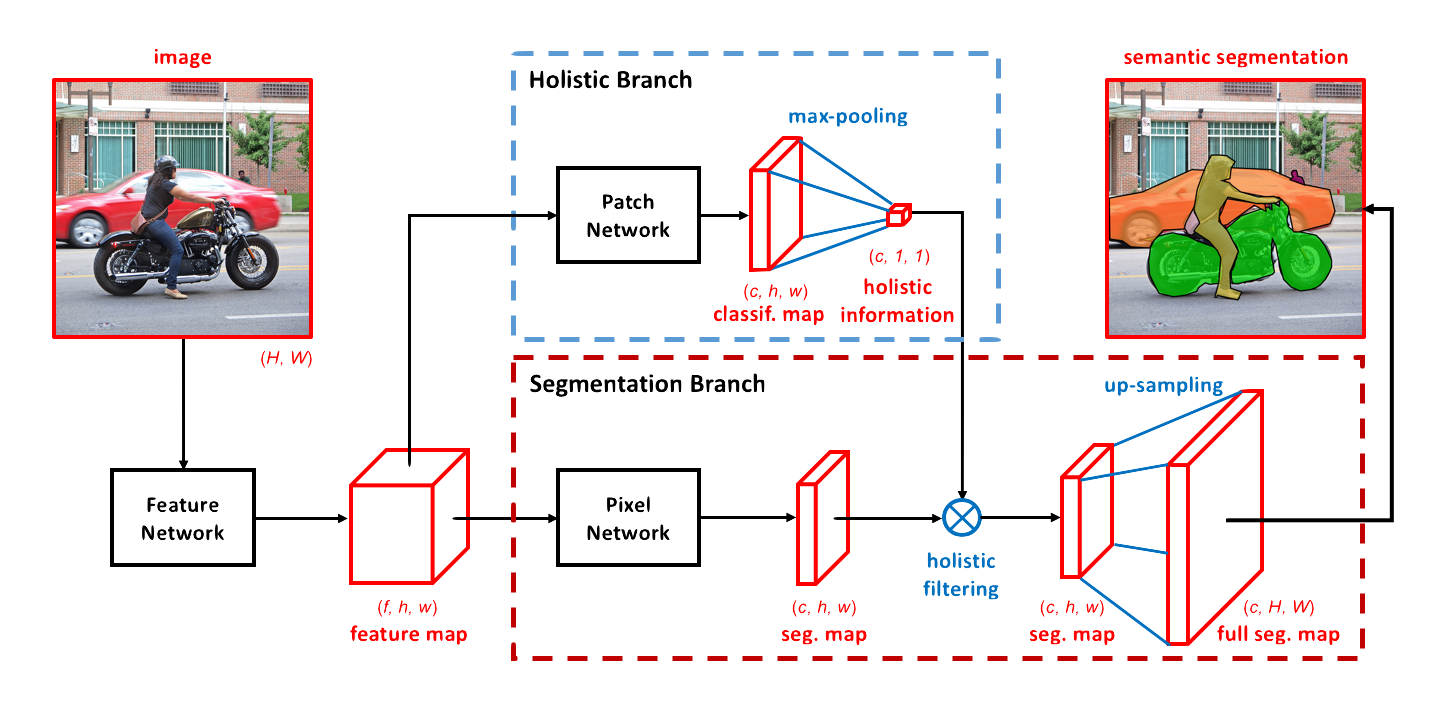 image
(H, W)
Feature
Network
(f, h, w)
feature map
Holistic Branch
Patch
Network
max-pooling
(c, h, w)
classif. map
(c, 1, 1)
holistic
information
Segmentation Branch
Pixel
Network
(c, h, w)
seg. map
holistic
filtering
up-sampling
(c, h, w)
seg. map
(c, H, W)
full seg. map
semantic segmentation